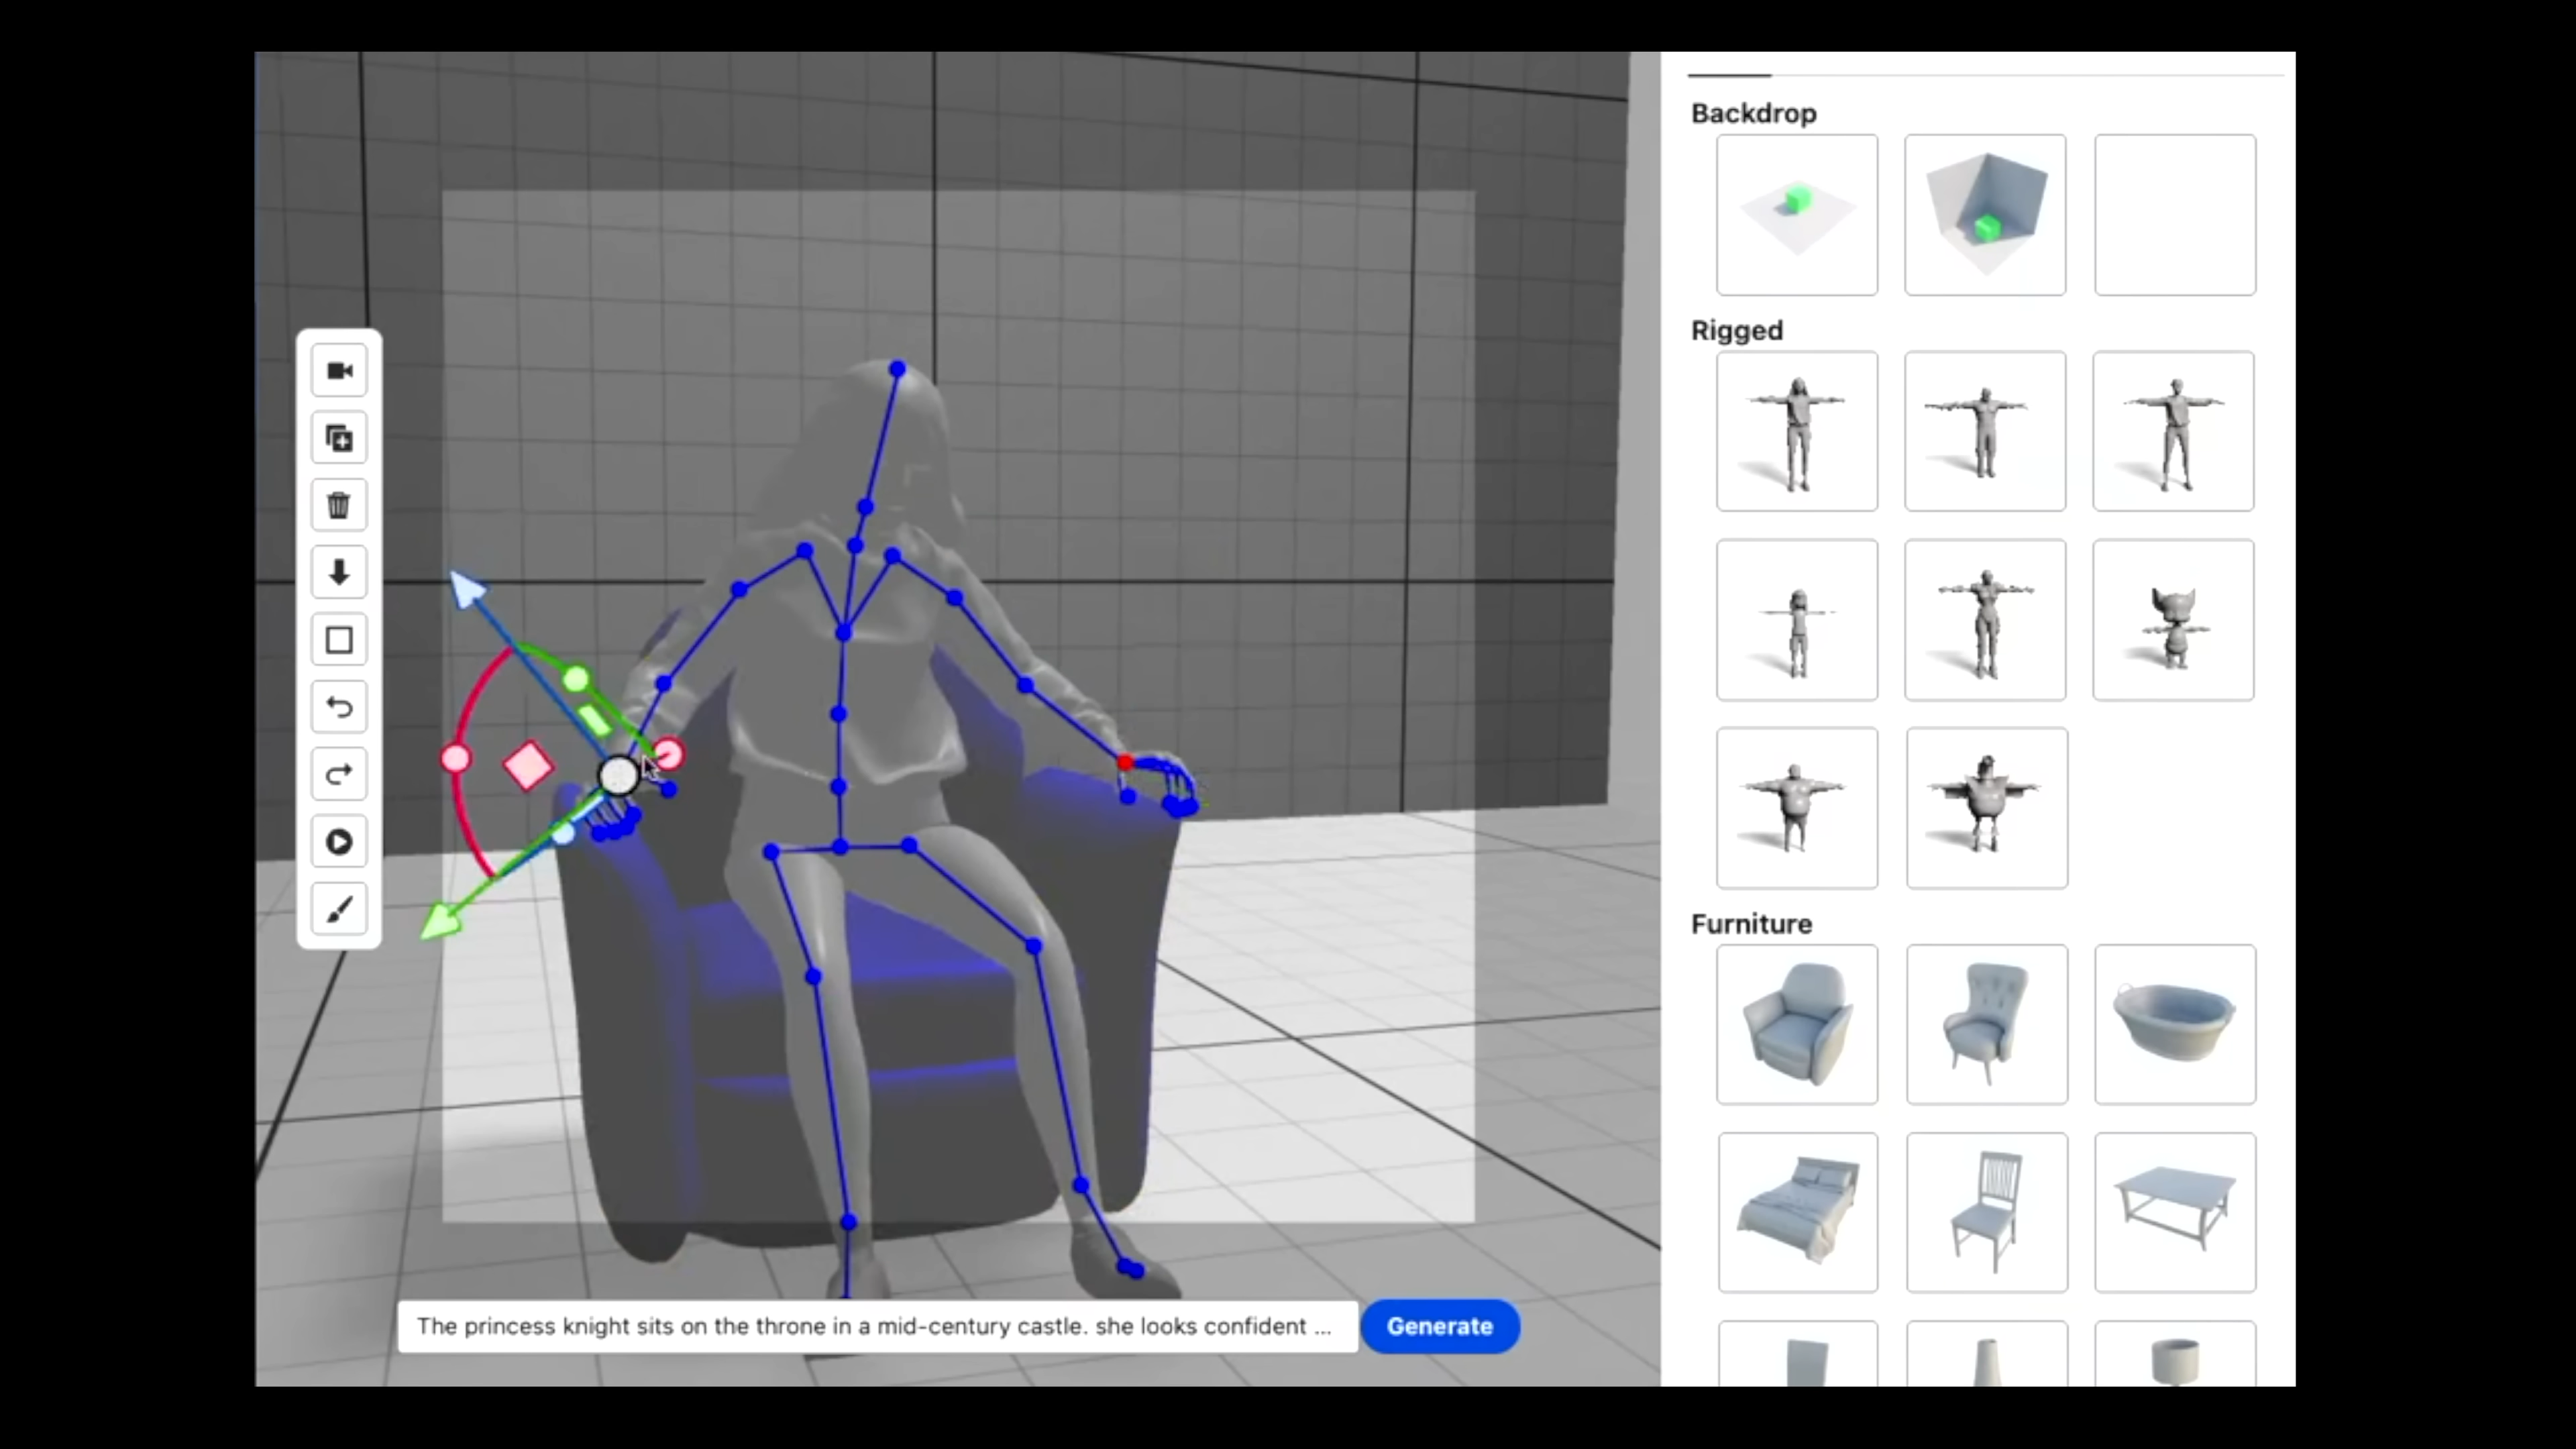 Backdrop
Rigged
Furniture
The princess knight sits on the throne in a mid-century castle. she looks confident ...
Generate